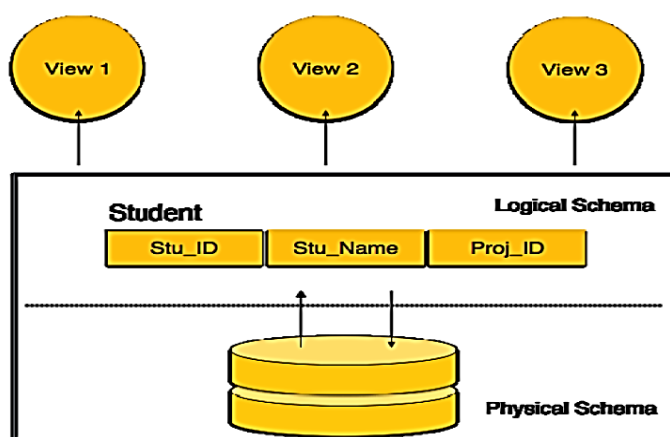 View 1
View 2
View 3
Logical Schema
Student
Stu_ID
Stu_Name
Proj_ID
Physical Schema